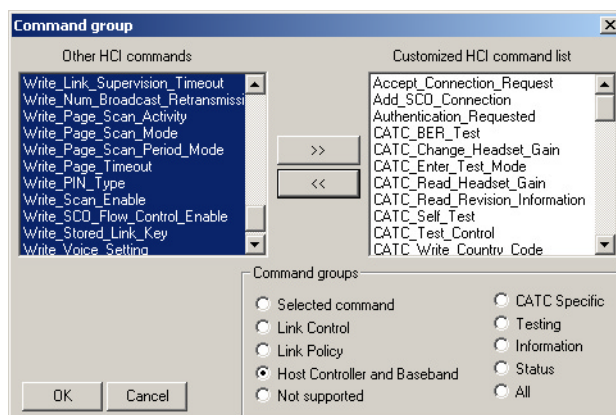 Command group
Other HCI commands
Customized HCI command list
Write_Link_Supervision_Timeout
Write_Num_Broadcast_Retransmissi
Write_Page_Scan_Activity
Write_Page_Scan_Mode
Write_Page_Scan_Period_Mode
Write_Page_Timeout
Write_PIN_Type
Write_Scan_Enable
Write_SCO_Flow_Control_Enable
Write_Stored_Link_Key
Write_Voice_Setting
>>
<<
Accept_Connection_Request
Add_SCO_Connection
Authentication_Requested
CATC_BER_Test
CATC_Change_Headset_Gain
CATC_Enter_Test_Mode
CATC_Read_Headset_Gain
CATC_Read_Revision_Information
CATC_Self_Test
CATC_Test_Control
CATC_Write_Country_Code
Command groups
Selected command
Link Control
Link Policy
Host Controller and Baseband
Not supported
CATC Specific
Testing
Information
Status
All
OK
Cancel